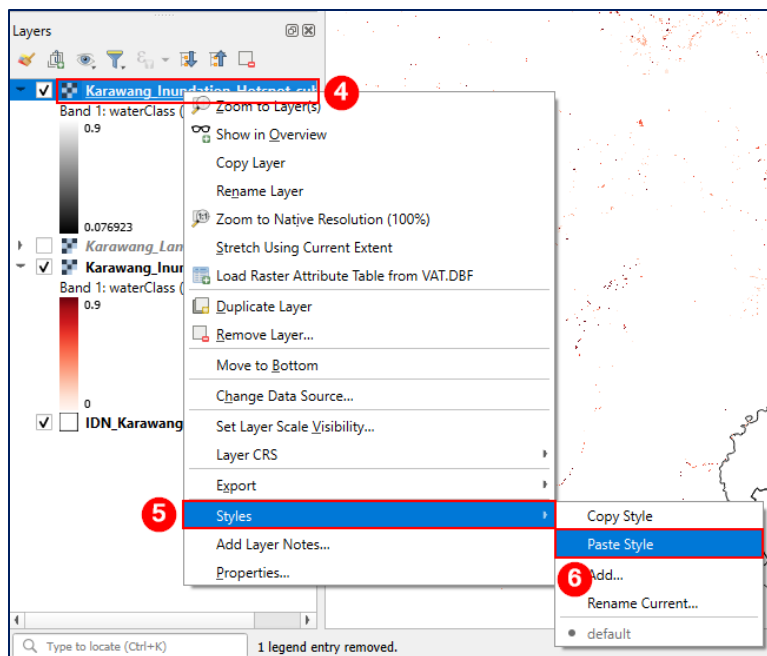 Layers
Karawang_Inundation_Hotspot_cul
4
Band 1: waterClass (
0.9
0.076923
Karawang_Lan
Karawang_Inun
Band 1: waterClass (
0.9
0
IDN_Karawang
Zoom to Layer(s)
Show in Overview
Copy Layer
Rename Layer
Zoom to Native Resolution (100%)
Stretch Using Current Extent
Load Raster Attribute Table from VAT.DBF
Duplicate Layer
Remove Layer...
Move to Bottom
Change Data Source...
Set Layer Scale Visibility...
Layer CRS
Export
5
Styles
Add Layer Notes...
Properties...
Copy Style
Paste Style
6
Add...
Rename Current...
default
Type to locate (Ctrl+K)
1 legend entry removed.